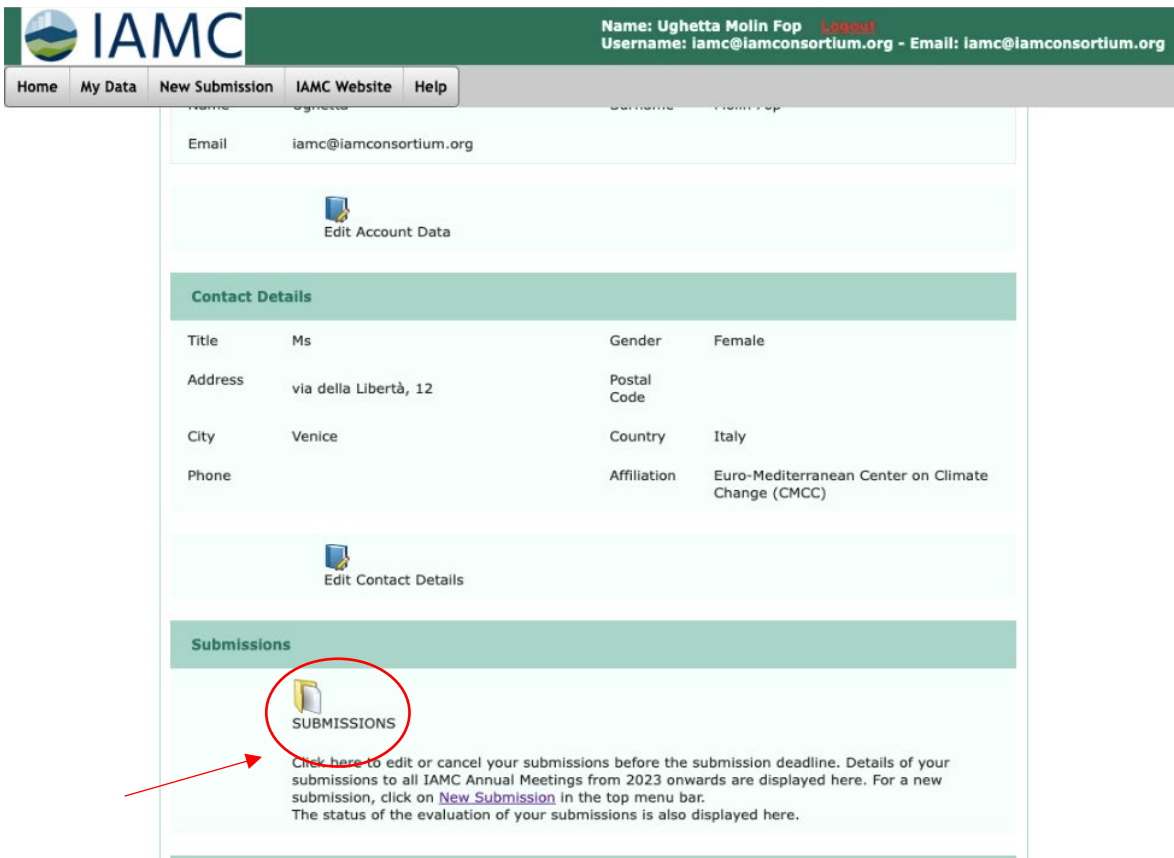 IAMC
Name: Ughetta Molin Fop Logout
Username: iamc@iamconsortium.org - Email: iamc@iamconsortium.org
Home My Data New Submission IAMC Website Help
Name Ughetta Surname Molin Fop
Email iamc@iamconsortium.org
Edit Account Data
Contact Details
Title Ms Gender Female
Address via della Libertà, 12 Postal
Code
City Venice Country Italy
Phone Affiliation Euro-Mediterranean Center on Climate
Change (CMCC)
Edit Contact Details
Submissions
SUBMISSIONS
Click here to edit or cancel your submissions before the submission deadline. Details of your
submissions to all IAMC Annual Meetings from 2023 onwards are displayed here. For a new
submission, click on New Submission in the top menu bar.
The status of the evaluation of your submissions is also displayed here.